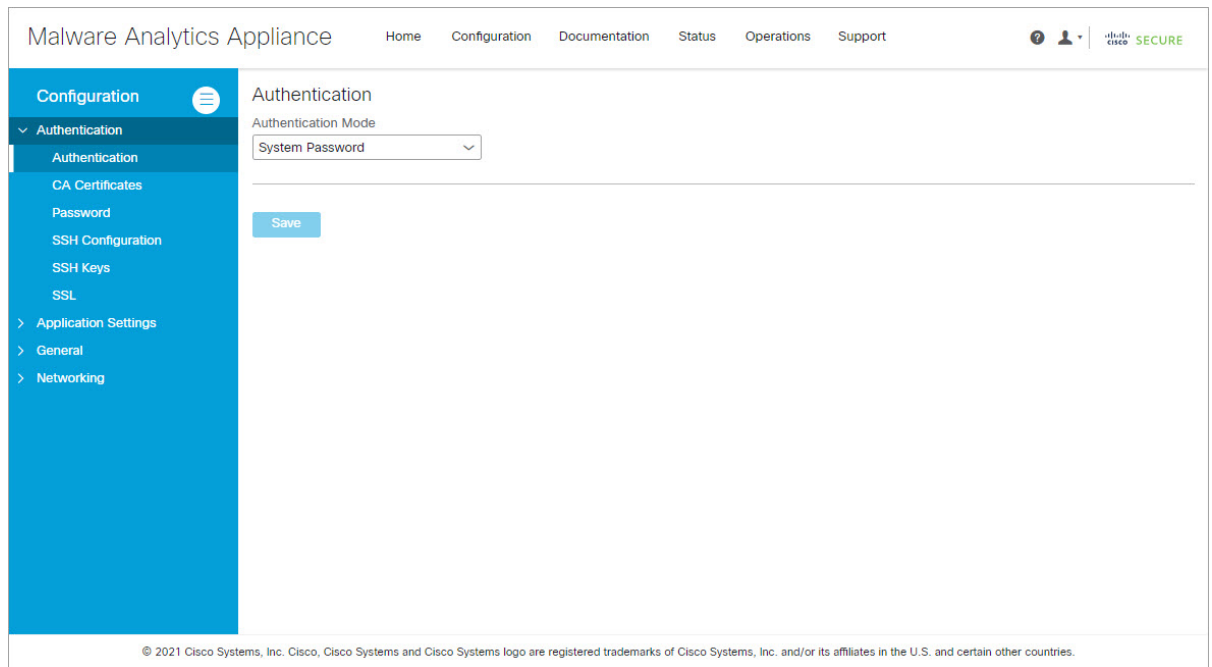 Malware Analytics Appliance Home Configuration Documentation Status Operations Support ? cisco SECURE
Configuration
Authentication
Authentication
CA Certificates
Password
SSH Configuration
SSH Keys
SSL
Application Settings
General
Networking
Authentication
Authentication Mode
System Password
Save
© 2021 Cisco Systems, Inc. Cisco, Cisco Systems and Cisco Systems logo are registered trademarks of Cisco Systems, Inc. and/or its affiliates in the U.S. and certain other countries.